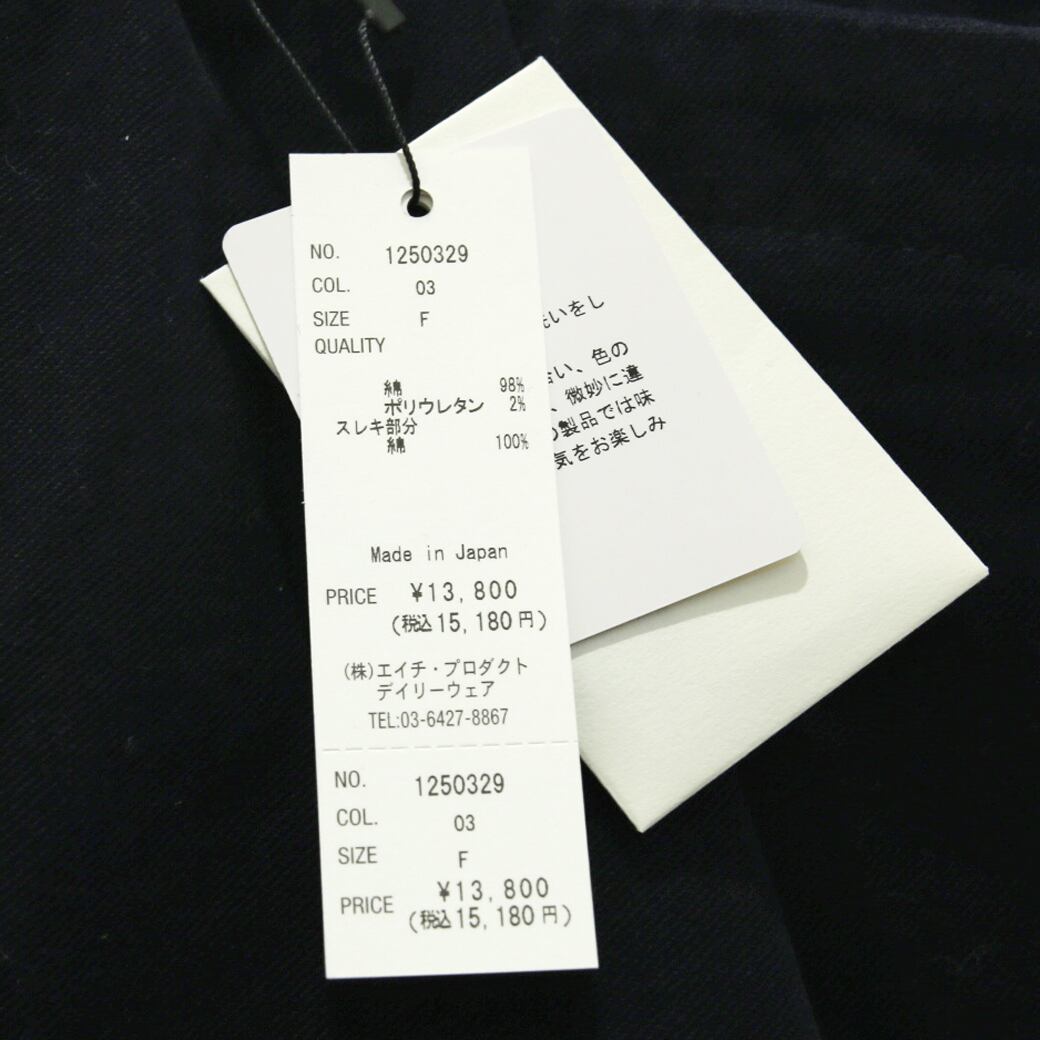 NO. 1250329
COL. 03
SIZE F
QUALITY
綿 98%
ポリウレタン 2%
スレキ部分
綿 100%
Made in Japan
PRICE ¥13,800
(税込15,180円)
(株)エイチ・プロダクト
デイリーウェア
TEL:03-6427-8867
NO. 1250329
COL. 03
SIZE F
PRICE ¥13,800
(税込15,180円)
洗いをし
合い、色の
、微妙に違
の製品では味
気をお楽しみ